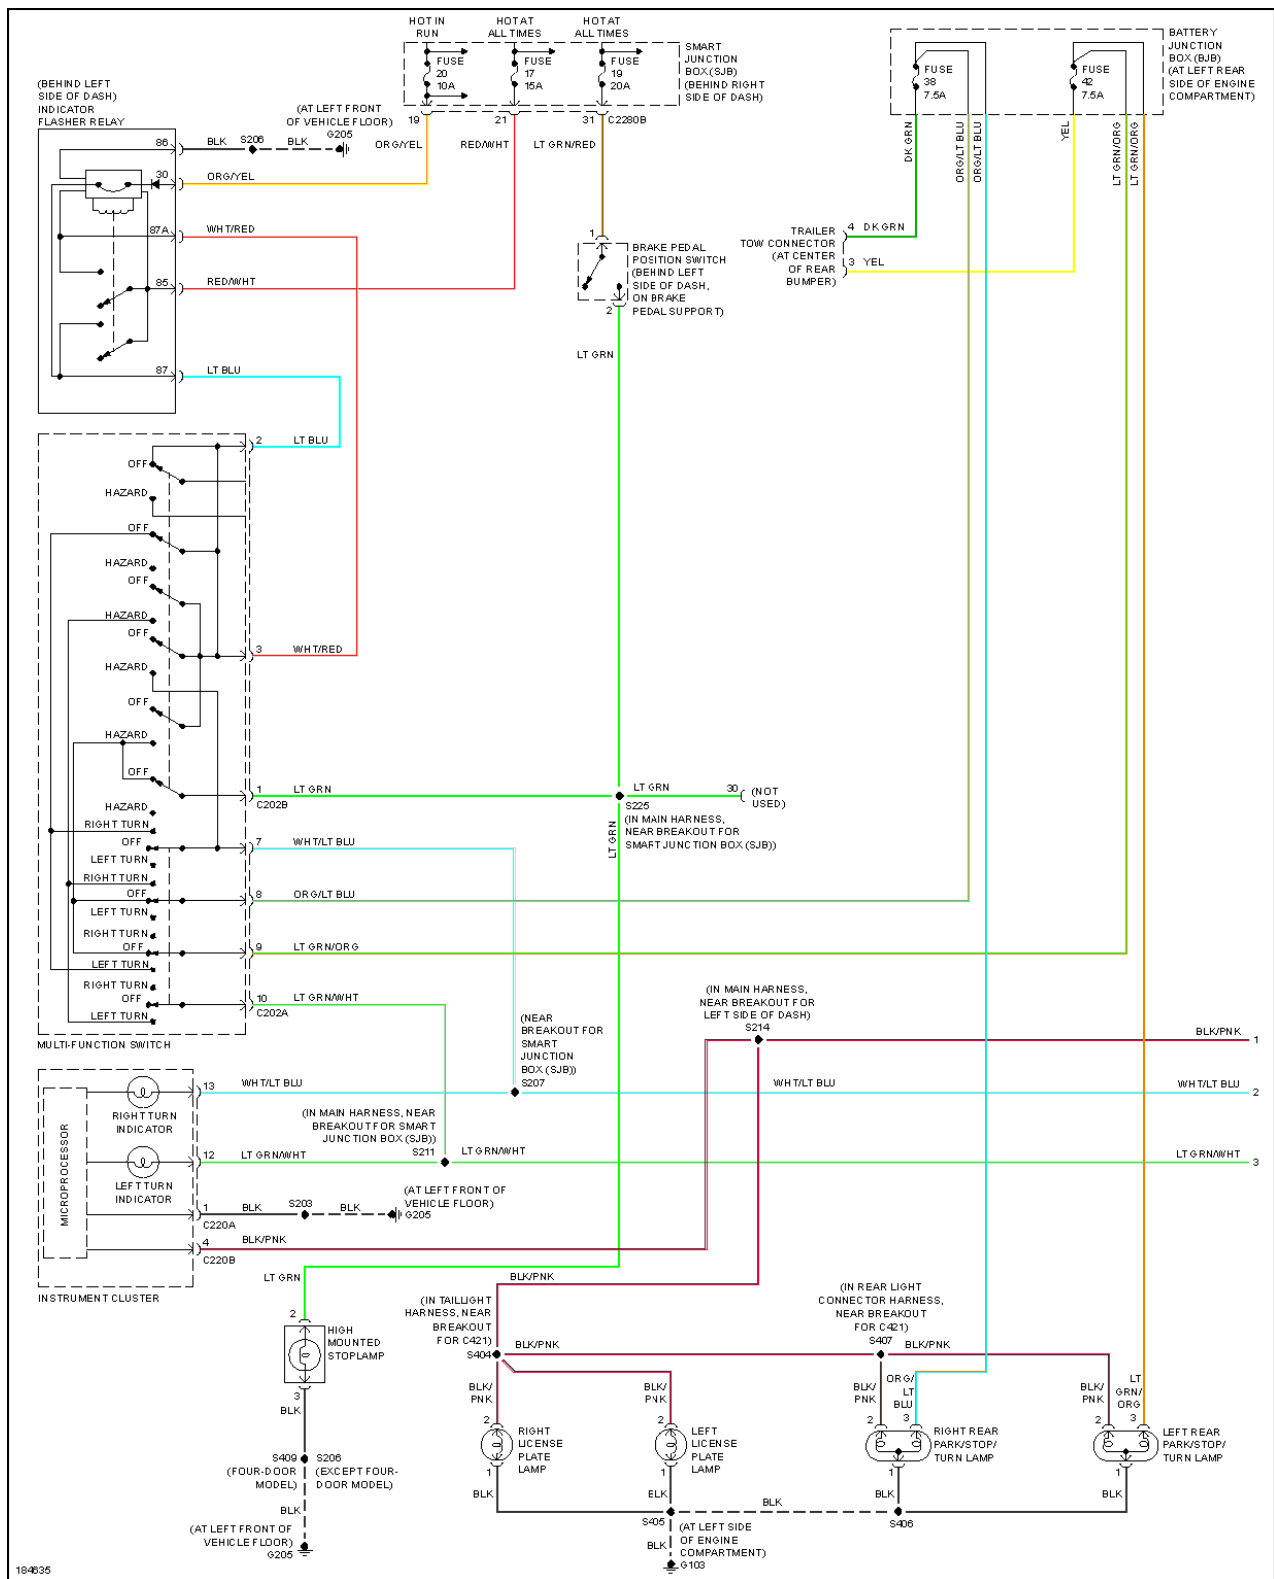 HOT IN
RUN
HOT AT
ALL TIMES
HOT AT
ALL TIMES
FUSE
20
10A
FUSE
17
15A
FUSE
19
20A
SMART
JUNCTION
BOX (SJB)
(BEHIND RIGHT
SIDE OF DASH)
19
21
31
C2280B
ORG/YEL
RED/WHT
LT GRN/RED
FUSE
38
7.5A
FUSE
42
7.5A
BATTERY
JUNCTION
BOX (BJB)
(AT LEFT REAR
SIDE OF ENGINE
COMPARTMENT)
DK GRN
ORG/LT BLU
ORG/LT BLU
YEL
LT GRN/ORG
LT GRN/ORG
(BEHIND LEFT
SIDE OF DASH)
INDICATOR
FLASHER RELAY
(AT LEFT FRONT
OF VEHICLE FLOOR)
86
BLK
S206
BLK
G205
30
ORG/YEL
87A
WHT/RED
85
RED/WHT
87
LT BLU
1
BRAKE PEDAL
POSITION SWITCH
(BEHIND LEFT
SIDE OF DASH,
ON BRAKE
PEDAL SUPPORT)
2
LT GRN
TRAILER
TOW CONNECTOR
(AT CENTER
OF REAR
BUMPER)
4 DK GRN
3 YEL
2
LT BLU
OFF
HAZARD
OFF
HAZARD
OFF
HAZARD
OFF
3
WHT/RED
HAZARD
OFF
HAZARD
OFF
1
LT GRN
C202B
HAZARD
RIGHT TURN
OFF
7
WHT/LT BLU
LEFT TURN
RIGHT TURN
OFF
8
ORG/LT BLU
LEFT TURN
RIGHT TURN
OFF
9
LT GRN/ORG
LEFT TURN
RIGHT TURN
OFF
10
LT GRN/WHT
C202A
LEFT TURN
MULTI-FUNCTION SWITCH
LT GRN
30
(NOT
USED)
S225
(IN MAIN HARNESS,
NEAR BREAKOUT FOR
SMART JUNCTION BOX (SJB))
LT GRN
(NEAR
BREAKOUT FOR
SMART
JUNCTION
BOX (SJB))
S207
(IN MAIN HARNESS,
NEAR BREAKOUT FOR
LEFT SIDE OF DASH)
S214
BLK/PNK
1
13
WHT/LT BLU
WHT/LT BLU
WHT/LT BLU
2
RIGHT TURN
INDICATOR
(IN MAIN HARNESS, NEAR
BREAKOUT FOR SMART
JUNCTION BOX (SJB))
S211
12
LT GRN/WHT
LT GRN/WHT
LT GRN/WHT
3
LEFT TURN
INDICATOR
MICROPROCESSOR
1
BLK
S203
BLK
(AT LEFT FRONT OF
VEHICLE FLOOR)
G205
C220A
4
BLK/PNK
C220B
INSTRUMENT CLUSTER
LT GRN
2
HIGH
MOUNTED
STOPLAMP
3
BLK
S409
(FOUR-DOOR
MODEL)
S206
(EXCEPT FOUR-
DOOR MODEL)
BLK
(AT LEFT FRONT OF
VEHICLE FLOOR)
G205
BLK/PNK
(IN TAILLIGHT
HARNESS, NEAR
BREAKOUT
FOR C421)
S404
BLK/PNK
(IN REAR LIGHT
CONNECTOR HARNESS,
NEAR BREAKOUT
FOR C421)
S407
BLK/PNK
BLK/
PNK
2
RIGHT
LICENSE
PLATE
LAMP
1
BLK
BLK/
PNK
2
LEFT
LICENSE
PLATE
LAMP
1
BLK
BLK/
PNK
2
ORG/
LT
BLU
3
RIGHT REAR
PARK/STOP/
TURN LAMP
1
BLK
BLK/
PNK
2
LT
GRN/
ORG
3
LEFT REAR
PARK/STOP/
TURN LAMP
1
BLK
S405
BLK
S406
BLK
(AT LEFT SIDE
OF ENGINE
COMPARTMENT)
G103
184635